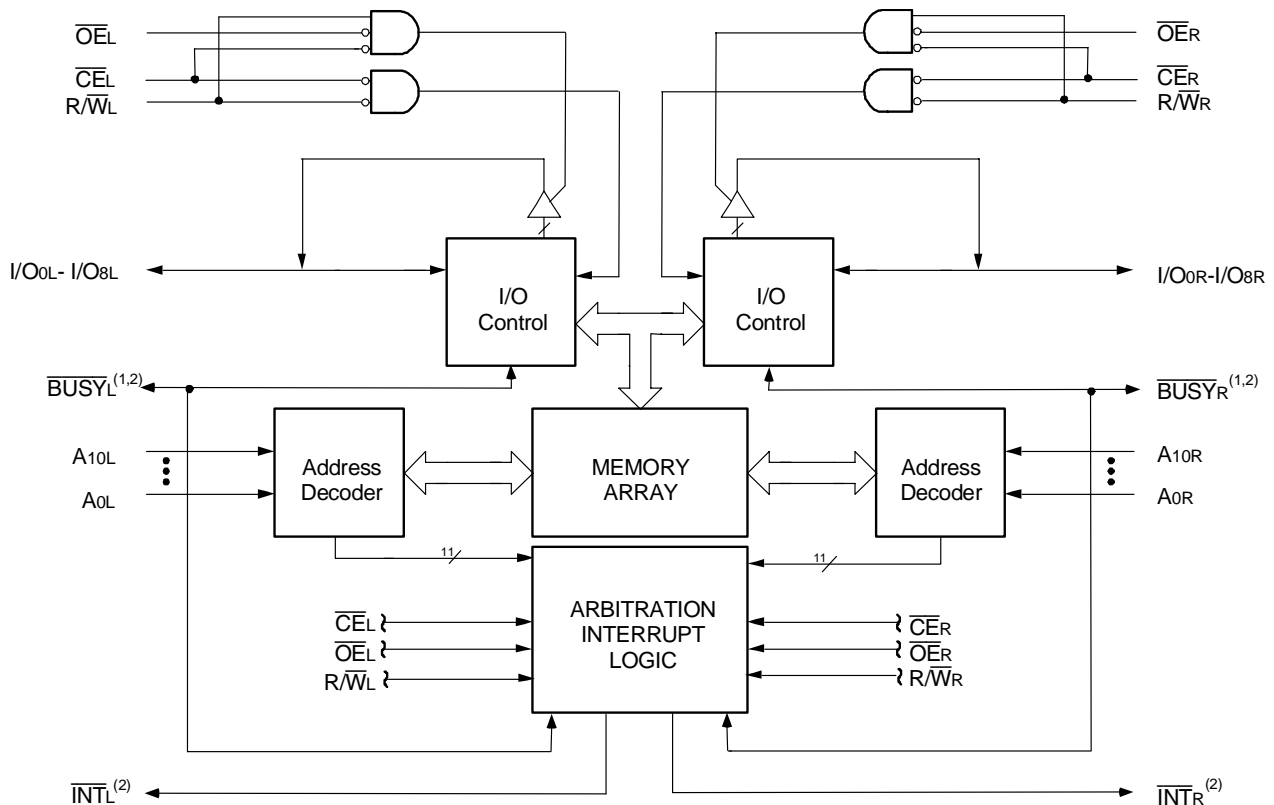 OEL
OER
CEL
CER
R/WL
R/WR
I/O0L- I/O8L
I/O Control
I/O Control
I/O0R-I/O8R
BUSYL(1,2)
BUSYR(1,2)
A10L
A0L
Address
Decoder
MEMORY
ARRAY
Address
Decoder
A10R
A0R
11
11
ARBITRATION
INTERRUPT
LOGIC
CEL
OEL
R/WL
CER
OER
R/WR
INTL(2)
INTR(2)